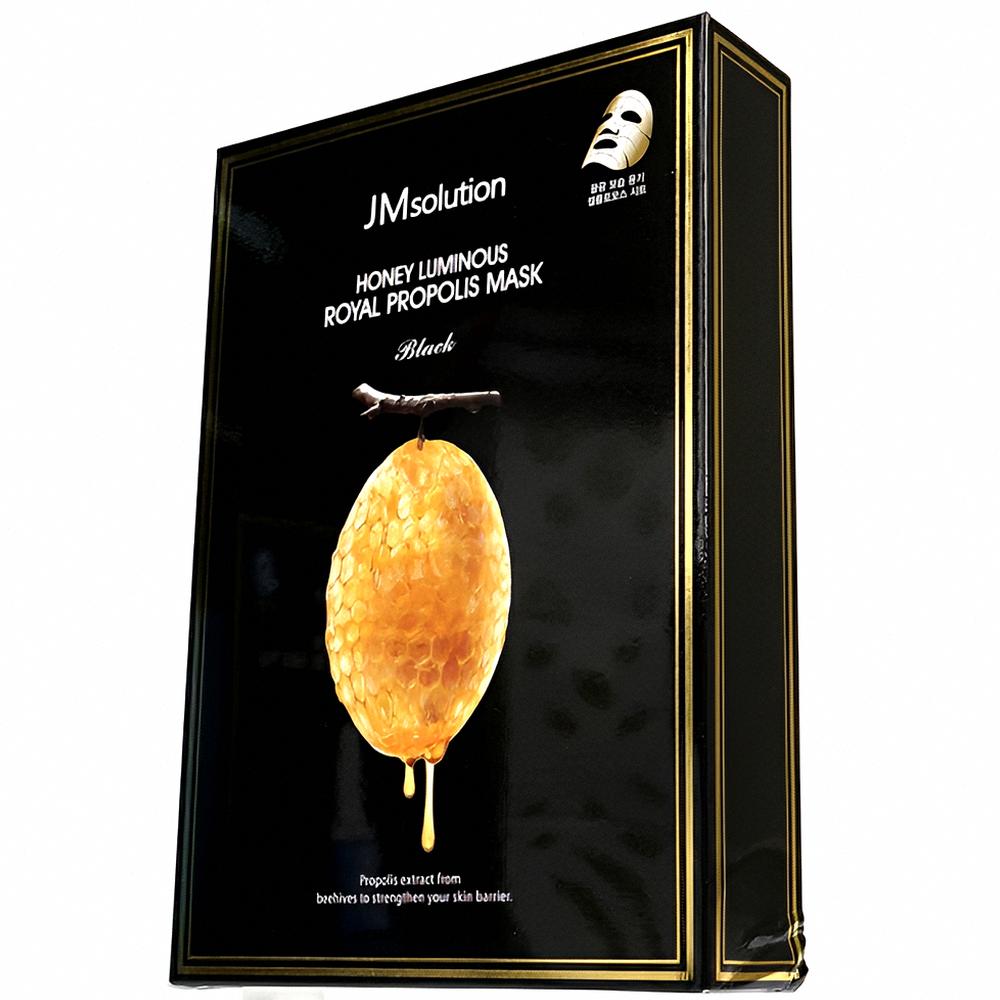 JMsolution
HONEY LUMINOUS
ROYAL PROPOLIS MASK
Black
Propolis extract from
beehives to strengthen your skin barrier.